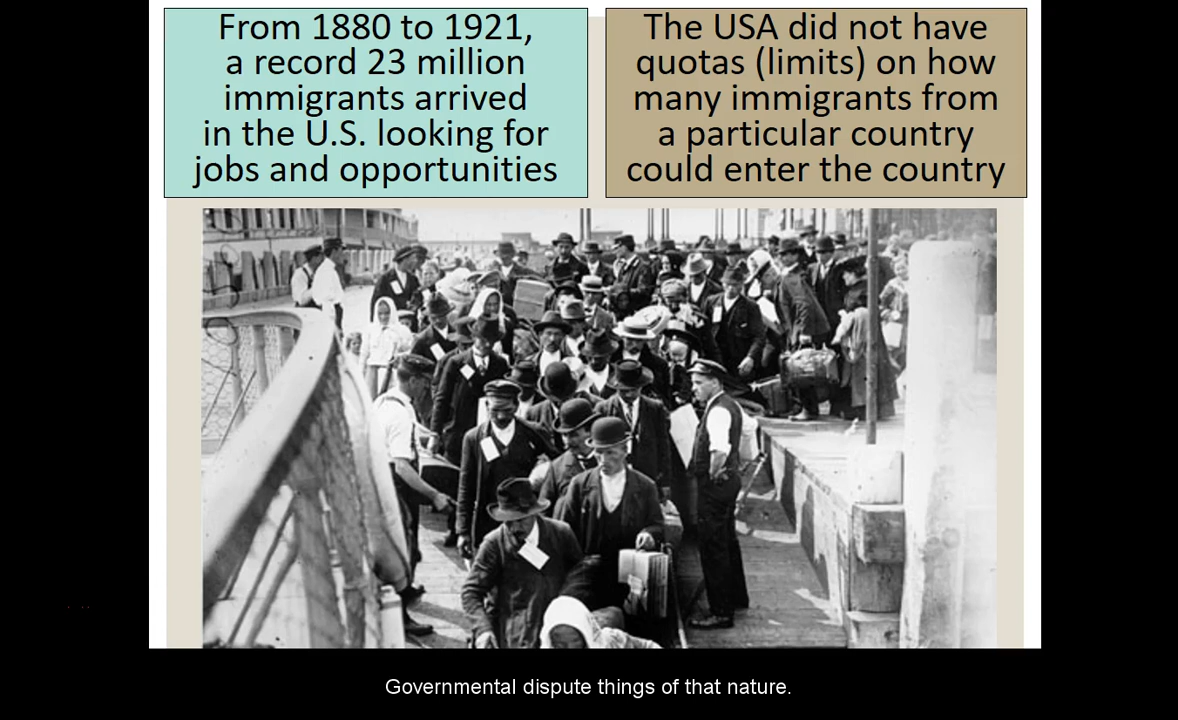 From 1880 to 1921,
a record 23 million
immigrants arrived
in the U.S. looking for
jobs and opportunities
The USA did not have
quotas (limits) on how
many immigrants from
a particular country
could enter the country
Governmental dispute things of that nature.